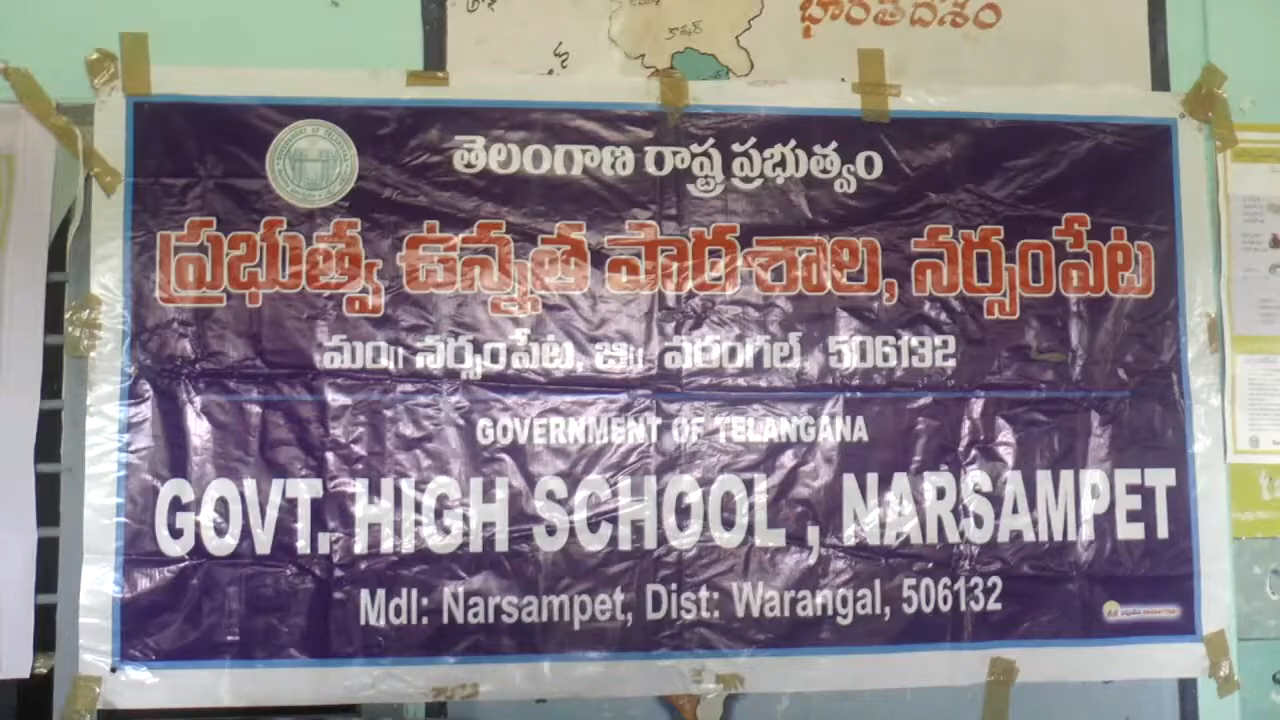 భారతదేశం
కాశ్మీర్
తెలంగాణ రాష్ట్ర ప్రభుత్వం
ప్రభుత్వ ఉన్నత పాఠశాల, నర్సంపేట
మం॥ నర్సంపేట, జి॥ వరంగల్, 506132
GOVERNMENT OF TELANGANA
GOVT. HIGH SCHOOL , NARSAMPET
Mdl: Narsampet, Dist: Warangal, 506132